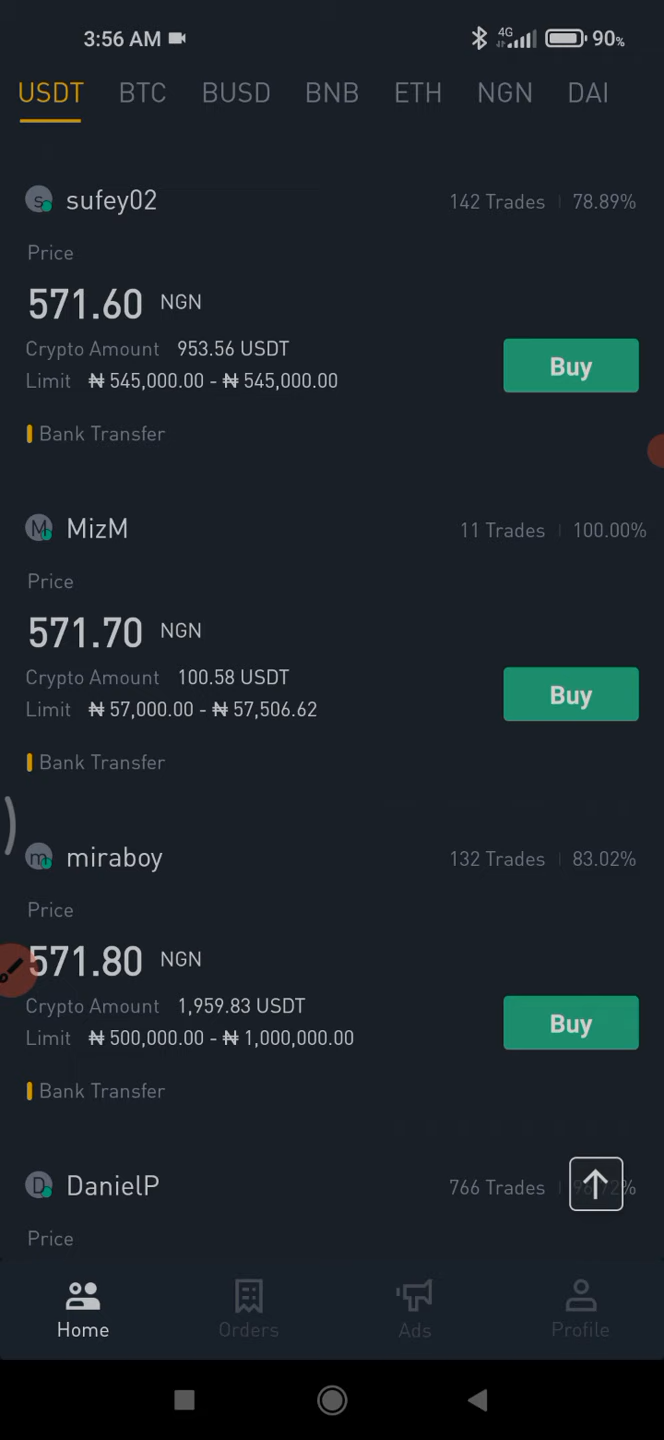 3:56 AM 4G 90%
USDT BTC BUSD BNB ETH NGN DAI
s sufey02 142 Trades | 78.89%
Price
571.60 NGN
Crypto Amount 953.56 USDT
Buy
Limit ₦ 545,000.00 - ₦ 545,000.00
Bank Transfer
M MizM 11 Trades | 100.00%
Price
571.70 NGN
Crypto Amount 100.58 USDT
Buy
Limit ₦ 57,000.00 - ₦ 57,506.62
Bank Transfer
m miraboy 132 Trades | 83.02%
Price
571.80 NGN
Crypto Amount 1,959.83 USDT
Buy
Limit ₦ 500,000.00 - ₦ 1,000,000.00
Bank Transfer
D DanielP 766 Trades
Price
Home Orders Ads Profile